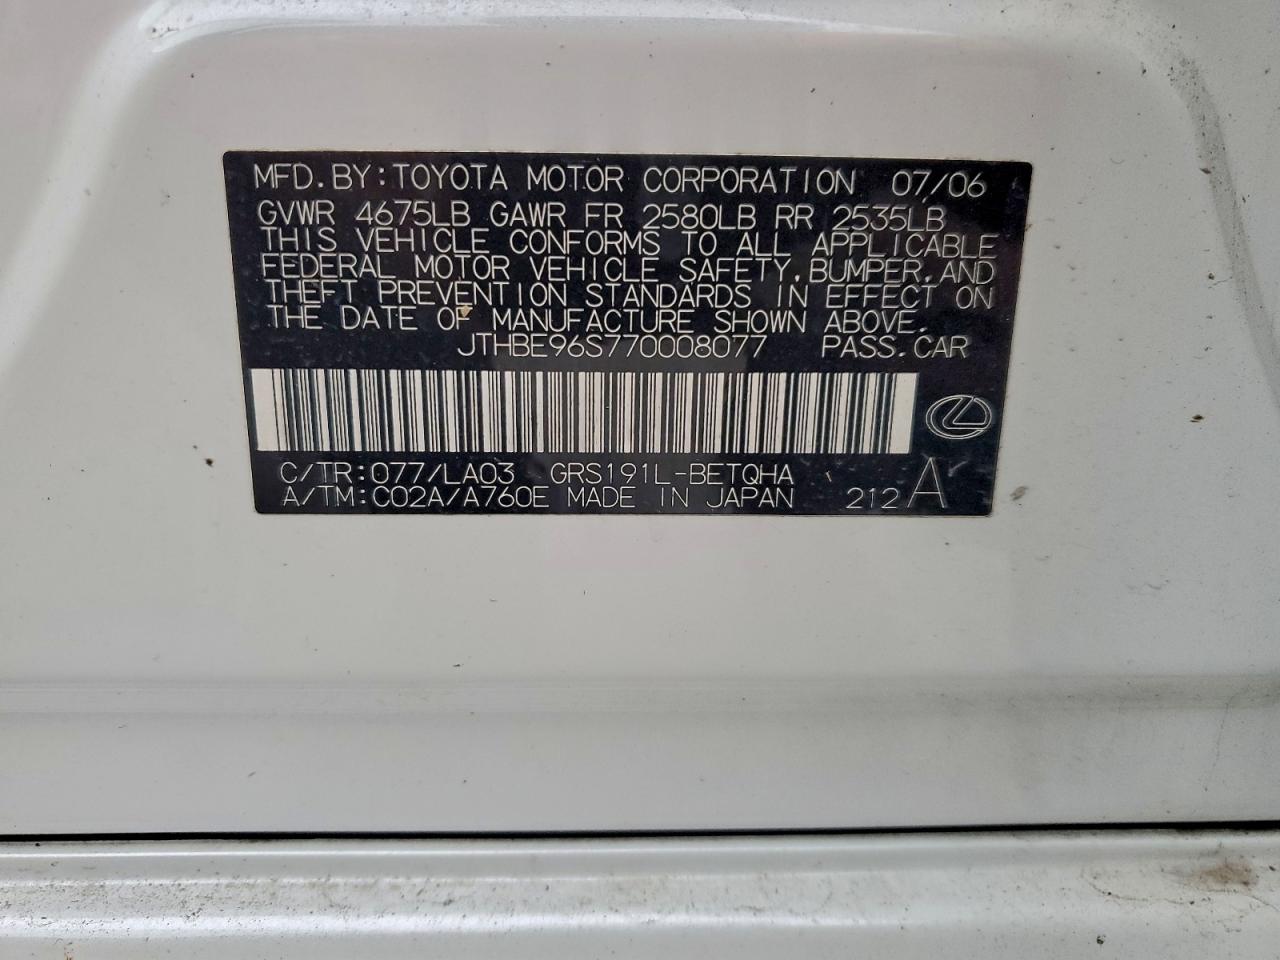 MFD.BY:TOYOTA MOTOR CORPORATION 07/06
GVWR 4675LB GAWR FR 2580LB RR 2535LB
THIS VEHICLE CONFORMS TO ALL APPLICABLE
FEDERAL MOTOR VEHICLE SAFETY, BUMPER, AND
THEFT PREVENTION STANDARDS IN EFFECT ON
THE DATE OF MANUFACTURE SHOWN ABOVE.
JTHBE96S770008077 PASS.CAR
C/TR:077/LA03 GRS191L-BETQHA
A/TM:C02A/A760E MADE IN JAPAN 212 A